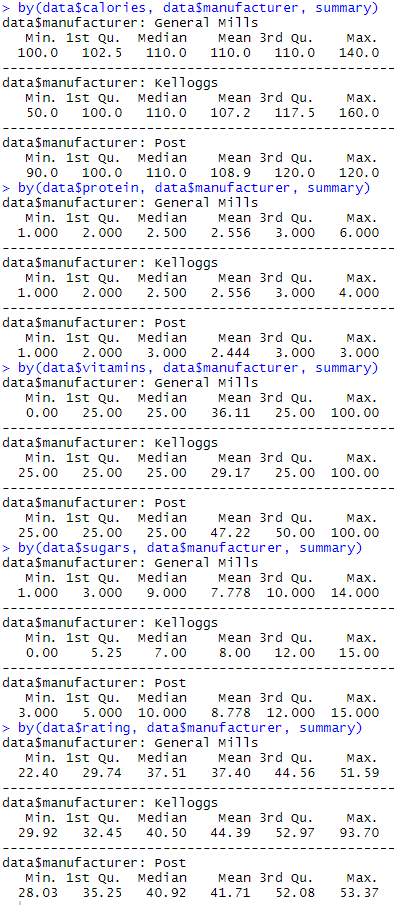 > by(data$calories, data$manufacturer, summary)
data$manufacturer: General Mills
   Min. 1st Qu.  Median    Mean 3rd Qu.    Max.
  100.0   102.5   110.0   110.0   110.0   140.0
------------------------------------------------
data$manufacturer: Kelloggs
   Min. 1st Qu.  Median    Mean 3rd Qu.    Max.
   50.0   100.0   110.0   107.2   117.5   160.0
------------------------------------------------
data$manufacturer: Post
   Min. 1st Qu.  Median    Mean 3rd Qu.    Max.
   90.0   100.0   110.0   108.9   120.0   120.0
> by(data$protein, data$manufacturer, summary)
data$manufacturer: General Mills
   Min. 1st Qu.  Median    Mean 3rd Qu.    Max.
  1.000   2.000   2.500   2.556   3.000   6.000
------------------------------------------------
data$manufacturer: Kelloggs
   Min. 1st Qu.  Median    Mean 3rd Qu.    Max.
  1.000   2.000   2.500   2.556   3.000   4.000
------------------------------------------------
data$manufacturer: Post
   Min. 1st Qu.  Median    Mean 3rd Qu.    Max.
  1.000   2.000   3.000   2.444   3.000   3.000
> by(data$vitamins, data$manufacturer, summary)
data$manufacturer: General Mills
   Min. 1st Qu.  Median    Mean 3rd Qu.    Max.
   0.00   25.00   25.00   36.11   25.00  100.00
------------------------------------------------
data$manufacturer: Kelloggs
   Min. 1st Qu.  Median    Mean 3rd Qu.    Max.
  25.00   25.00   25.00   29.17   25.00  100.00
------------------------------------------------
data$manufacturer: Post
   Min. 1st Qu.  Median    Mean 3rd Qu.    Max.
  25.00   25.00   25.00   47.22   50.00  100.00
> by(data$sugars, data$manufacturer, summary)
data$manufacturer: General Mills
   Min. 1st Qu.  Median    Mean 3rd Qu.    Max.
  1.000   3.000   9.000   7.778  10.000  14.000
------------------------------------------------
data$manufacturer: Kelloggs
   Min. 1st Qu.  Median    Mean 3rd Qu.    Max.
   0.00    5.25    7.00    8.00   12.00   15.00
------------------------------------------------
data$manufacturer: Post
   Min. 1st Qu.  Median    Mean 3rd Qu.    Max.
  3.000   5.000  10.000   8.778  12.000  15.000
> by(data$rating, data$manufacturer, summary)
data$manufacturer: General Mills
   Min. 1st Qu.  Median    Mean 3rd Qu.    Max.
  22.40   29.74   37.51   37.40   44.56   51.59
------------------------------------------------
data$manufacturer: Kelloggs
   Min. 1st Qu.  Median    Mean 3rd Qu.    Max.
  29.92   32.45   40.50   44.39   52.97   93.70
------------------------------------------------
data$manufacturer: Post
   Min. 1st Qu.  Median    Mean 3rd Qu.    Max.
  28.03   35.25   40.92   41.71   52.08   53.37